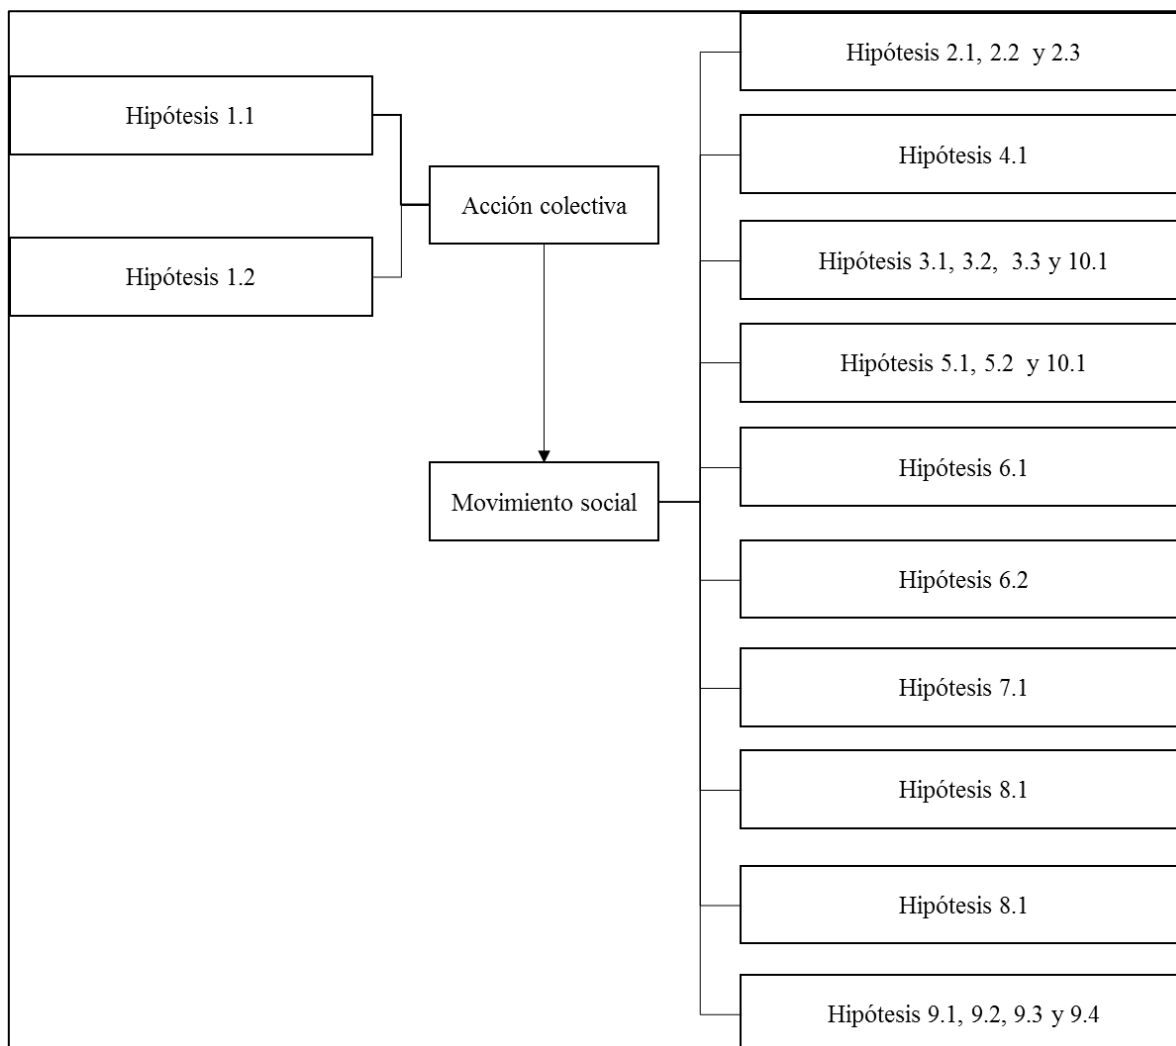 Hipótesis 1.1
Hipótesis 1.2
Acción colectiva
Movimiento social
Hipótesis 2.1, 2.2 y 2.3
Hipótesis 4.1
Hipótesis 3.1, 3.2, 3.3 y 10.1
Hipótesis 5.1, 5.2 y 10.1
Hipótesis 6.1
Hipótesis 6.2
Hipótesis 7.1
Hipótesis 8.1
Hipótesis 8.1
Hipótesis 9.1, 9.2, 9.3 y 9.4